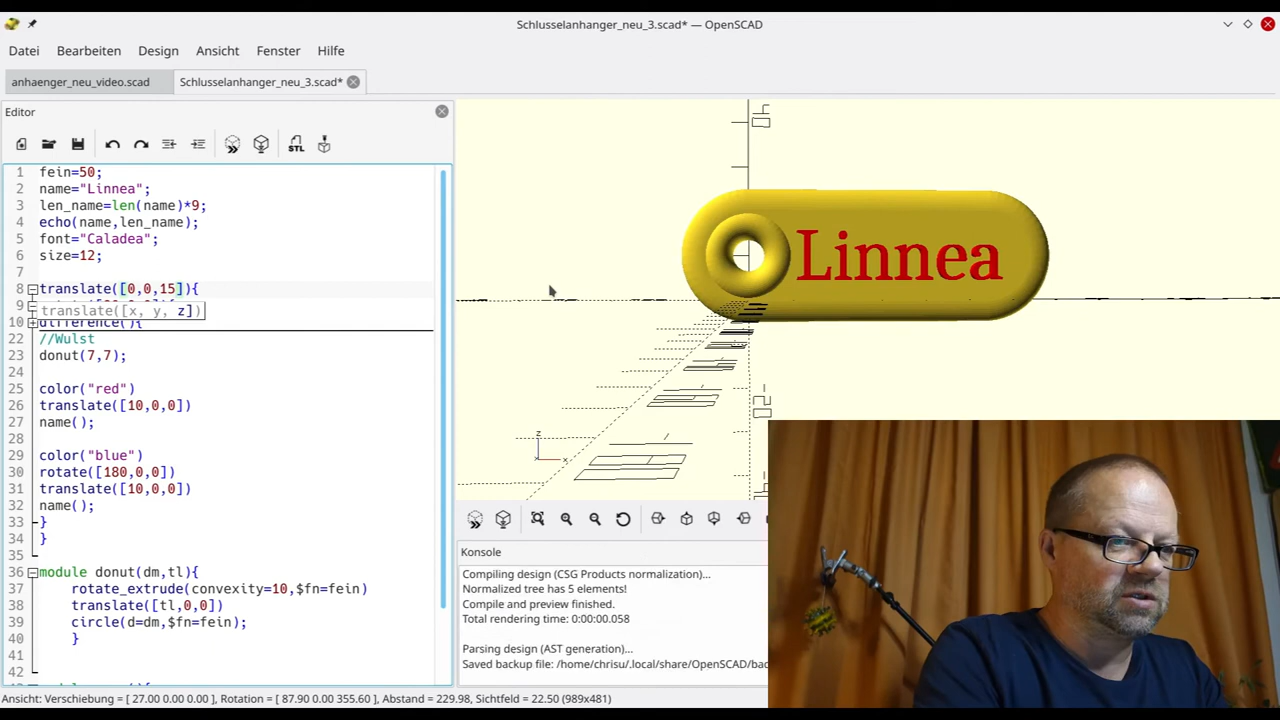 Schlusselanhanger_neu_3.scad* — OpenSCAD
Datei Bearbeiten Design Ansicht Fenster Hilfe
anhaenger_neu_video.scad Schlusselanhanger_neu_3.scad*
Editor
STL
1 fein=50;
2 name="Linnea";
3 len_name=len(name)*9;
4 echo(name,len_name);
5 font="Caladea";
6 size=12;
7
8 translate([0,0,15]){
9
translate([x, y, z])
10 difference(){
22 //Wulst
23 donut(7,7);
24
25 color("red")
26 translate([10,0,0])
27 name();
28
29 color("blue")
30 rotate([180,0,0])
31 translate([10,0,0])
32 name();
33 }
34 }
35
36 module donut(dm,tl){
37 rotate_extrude(convexity=10,$fn=fein)
38 translate([tl,0,0])
39 circle(d=dm,$fn=fein);
40 }
41
42
Linnea
z
x
Konsole
Compiling design (CSG Products normalization)...
Normalized tree has 5 elements!
Compile and preview finished.
Total rendering time: 0:00:00.058
Parsing design (AST generation)...
Saved backup file: /home/chrisu/.local/share/OpenSCAD/bac
Ansicht: Verschiebung = [ 27.00 0.00 0.00 ], Rotation = [ 87.90 0.00 355.60 ], Abstand = 229.98, Sichtfeld = 22.50 (989x481)